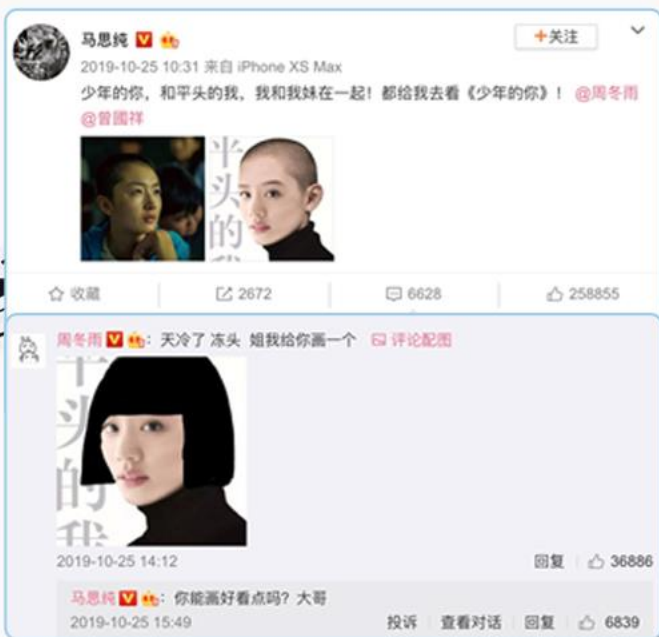 马思纯
+关注
2019-10-25 10:31 来自 iPhone XS Max
少年的你，和平头的我，我和我妹在一起！都给我去看《少年的你》！ @周冬雨
@曾國祥
半头的
收藏
2672
6628
258855
周冬雨：天冷了 冻头 姐我给你画一个 评论配图
头的
2019-10-25 14:12
回复
36886
马思纯：你能画好看点吗？大哥
2019-10-25 15:49
投诉 查看对话 回复 6839